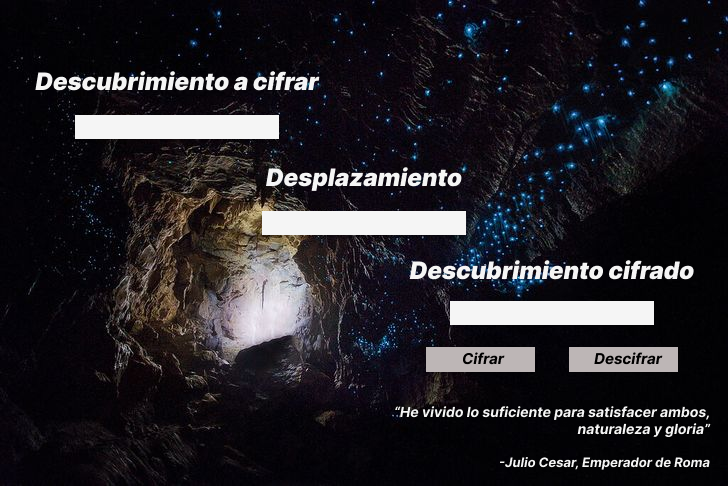 Descubrimiento a cifrar
Desplazamiento
Descubrimiento cifrado
Cifrar
Descifrar
“He vivido lo suficiente para satisfacer ambos,
naturaleza y gloria”
-Julio Cesar, Emperador de Roma